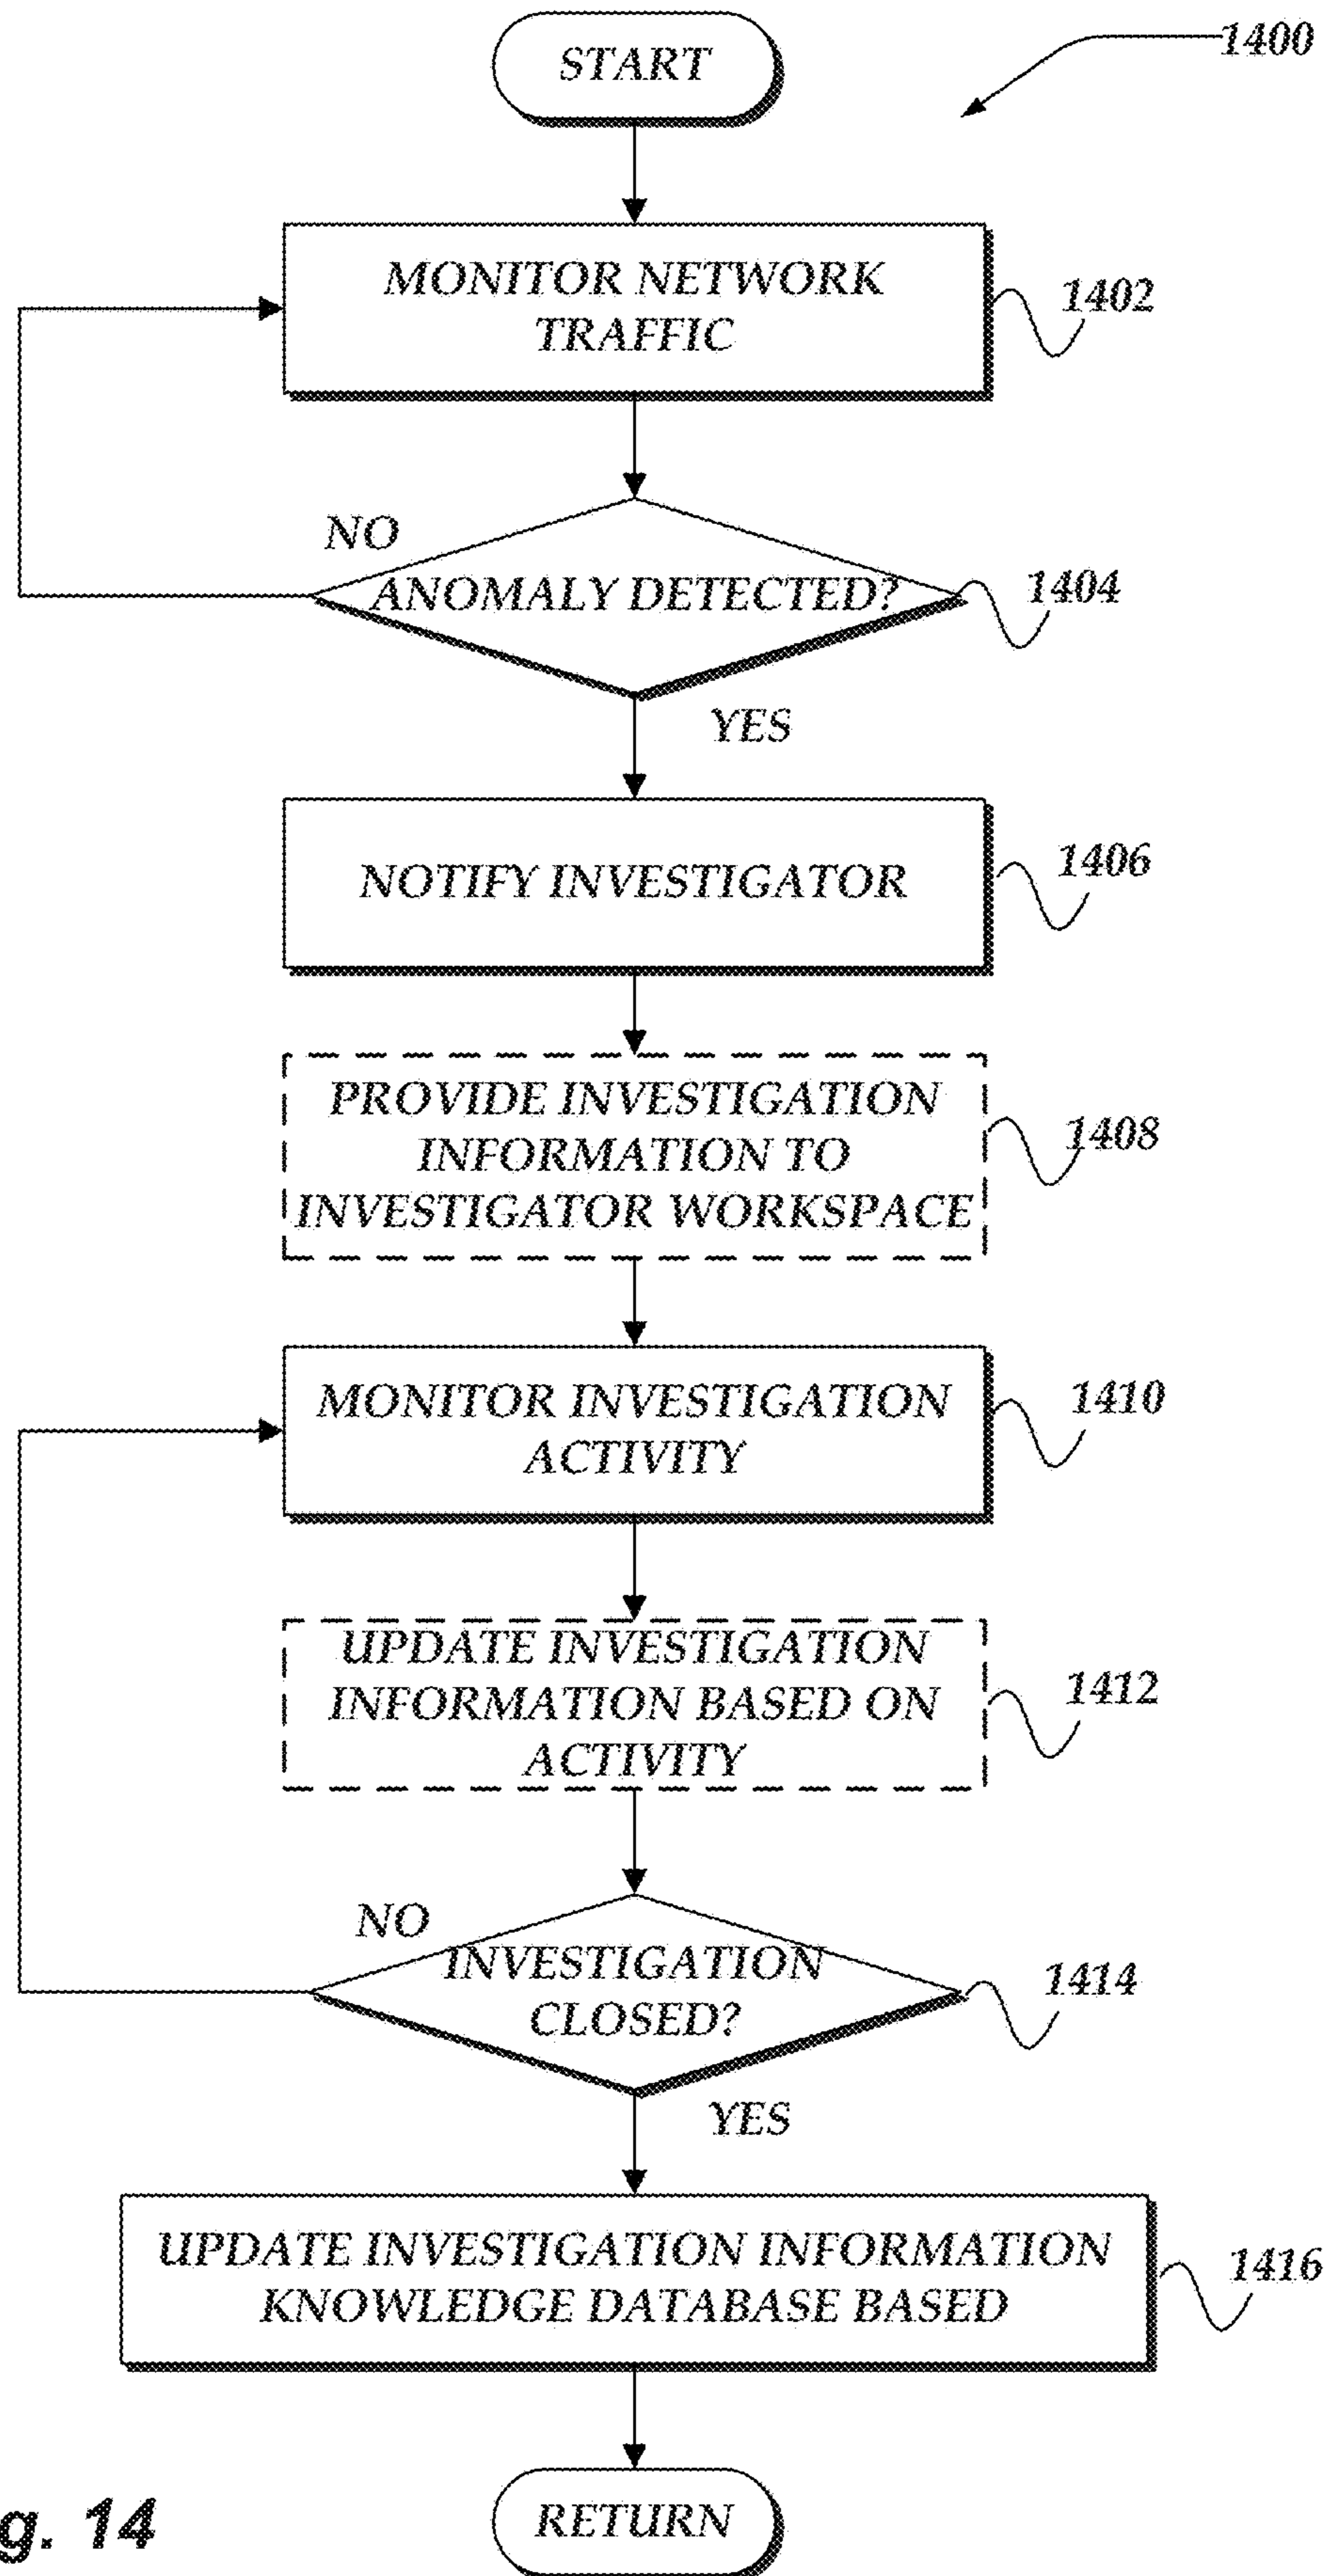 START
1400
MONITOR NETWORK
TRAFFIC
1402
NO
ANOMALY DETECTED?
1404
YES
NOTIFY INVESTIGATOR
1406
PROVIDE INVESTIGATION
INFORMATION TO
INVESTIGATOR WORKSPACE
1408
MONITOR INVESTIGATION
ACTIVITY
1410
UPDATE INVESTIGATION
INFORMATION BASED ON
ACTIVITY
1412
NO
INVESTIGATION
CLOSED?
1414
YES
UPDATE INVESTIGATION INFORMATION
KNOWLEDGE DATABASE BASED
1416
RETURN
g. 14